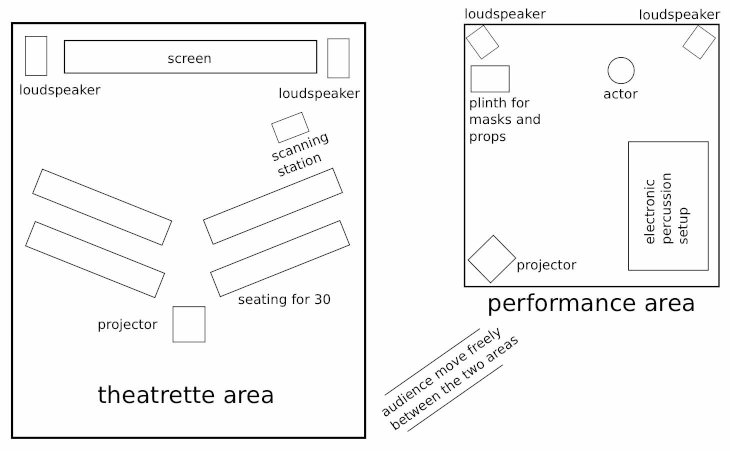 screen
loudspeaker
loudspeaker
scanning
station
seating for 30
projector
theatrette area
loudspeaker
loudspeaker
plinth for
masks and
props
actor
electronic
percussion
setup
projector
performance area
audience move freely
between the two areas